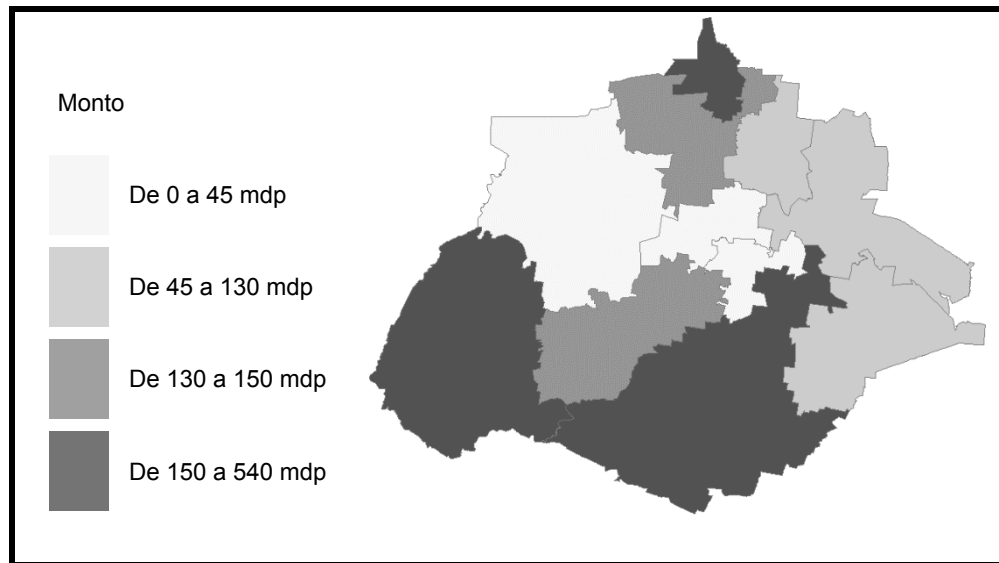 Monto
De 0 a 45 mdp
De 45 a 130 mdp
De 130 a 150 mdp
De 150 a 540 mdp